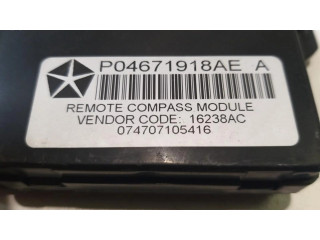 P04671918AE A
REMOTE COMPASS MODULE
VENDOR CODE: 16238AC
074707105416